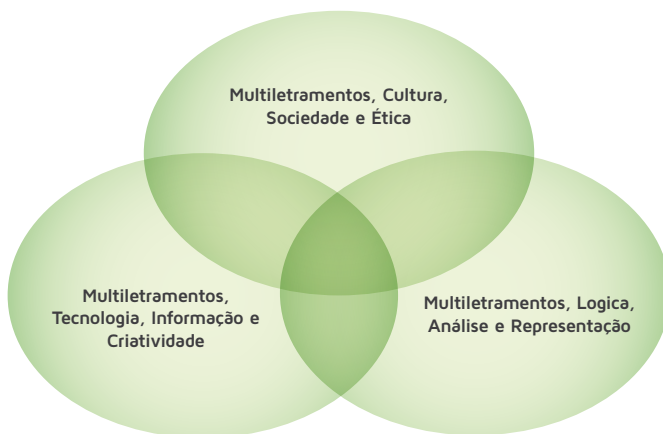 Multiletramentos, Cultura,
Sociedade e Ética
Multiletramentos,
Tecnologia, Informação e
Criatividade
Multiletramentos, Logica,
Análise e Representação